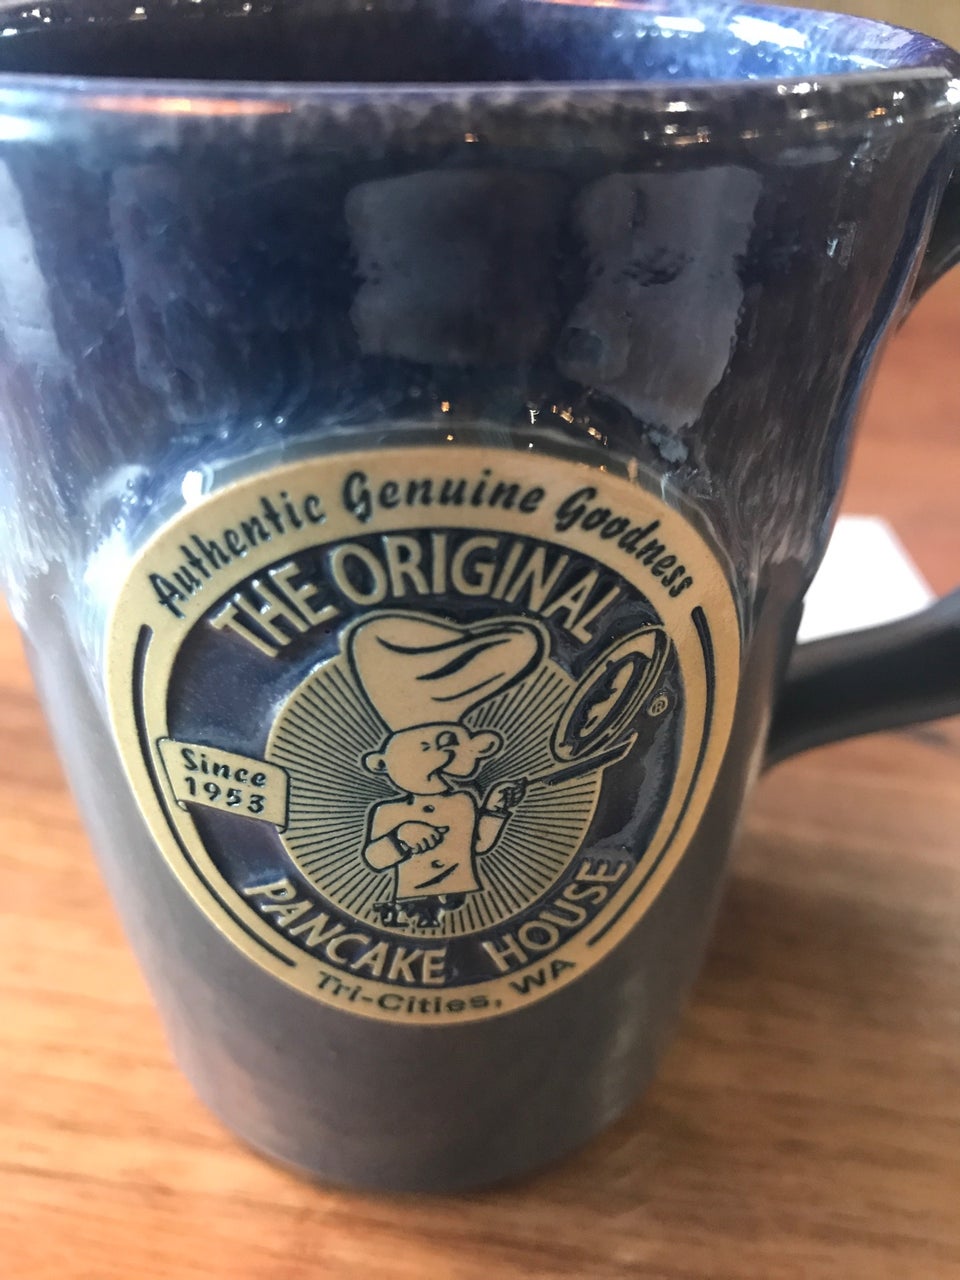 Authentic Genuine Goodness
THE ORIGINAL
®
Since
1953
PANCAKE HOUSE
Tri-Cities, WA